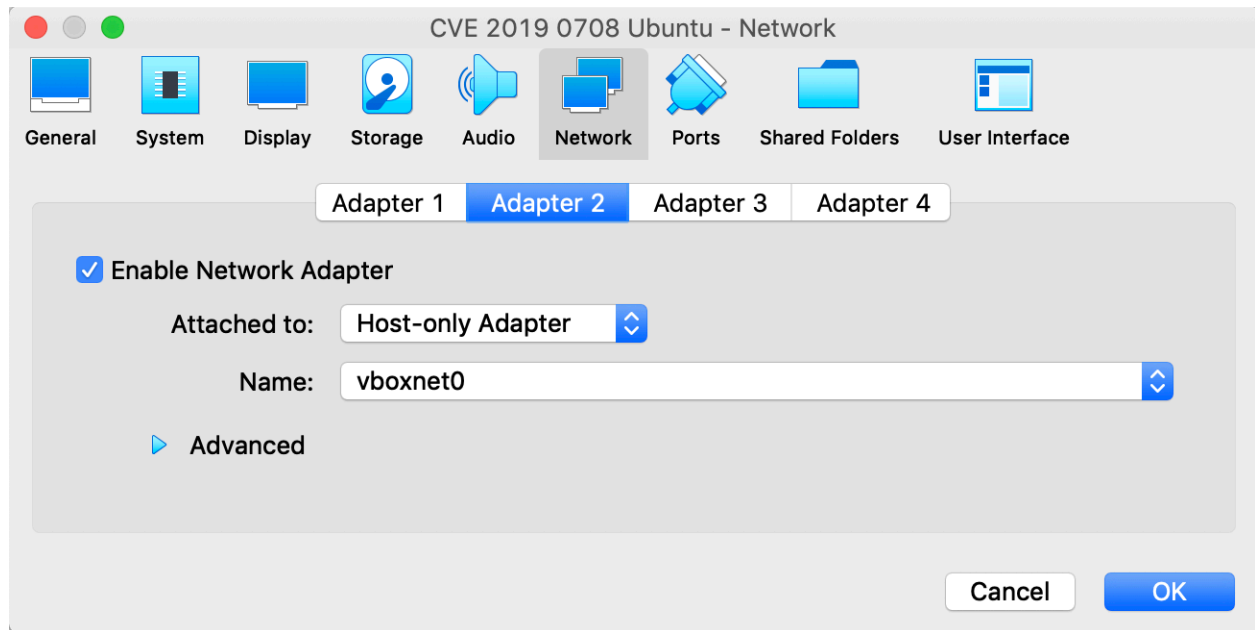 CVE 2019 0708 Ubuntu - Network
General System Display Storage Audio Network Ports Shared Folders User Interface
Adapter 1 Adapter 2 Adapter 3 Adapter 4
Enable Network Adapter
Attached to: Host-only Adapter
Name: vboxnet0
Advanced
Cancel OK